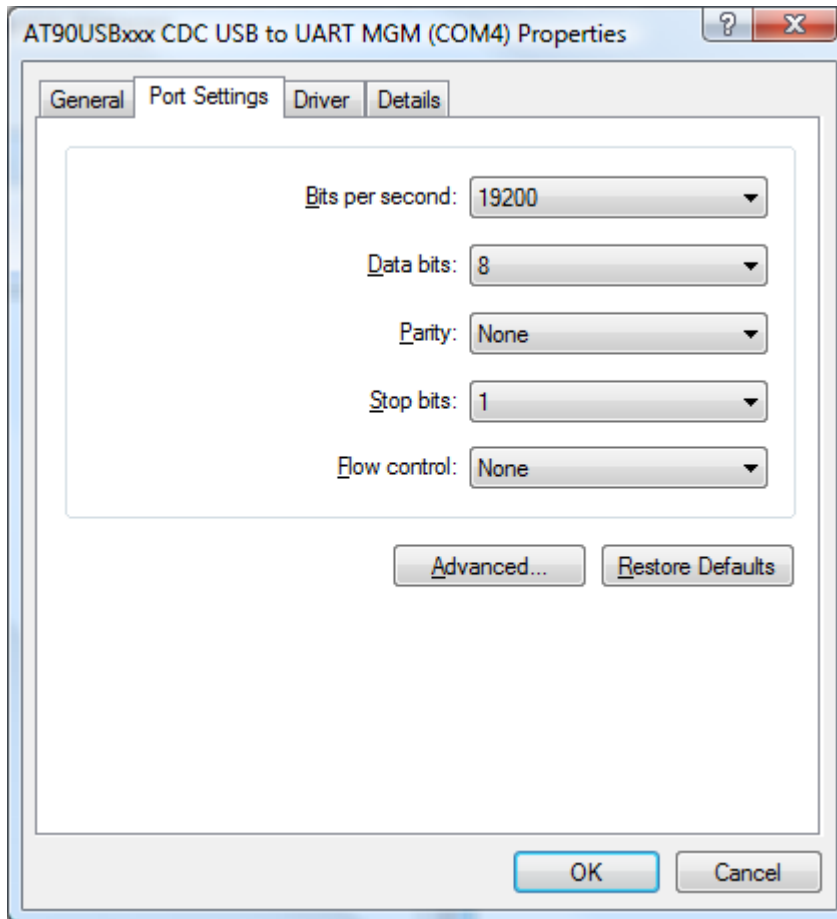 AT90USBxxx CDC USB to UART MGM (COM4) Properties
?
General Port Settings Driver Details
Bits per second: 19200
Data bits: 8
Parity: None
Stop bits: 1
Flow control: None
Advanced... Restore Defaults
OK Cancel